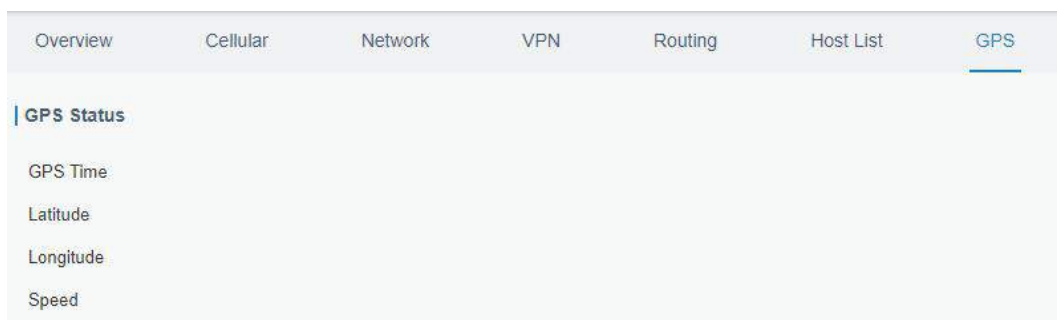 Overview Cellular Network VPN Routing Host List GPS
GPS Status
GPS Time
Latitude
Longitude
Speed